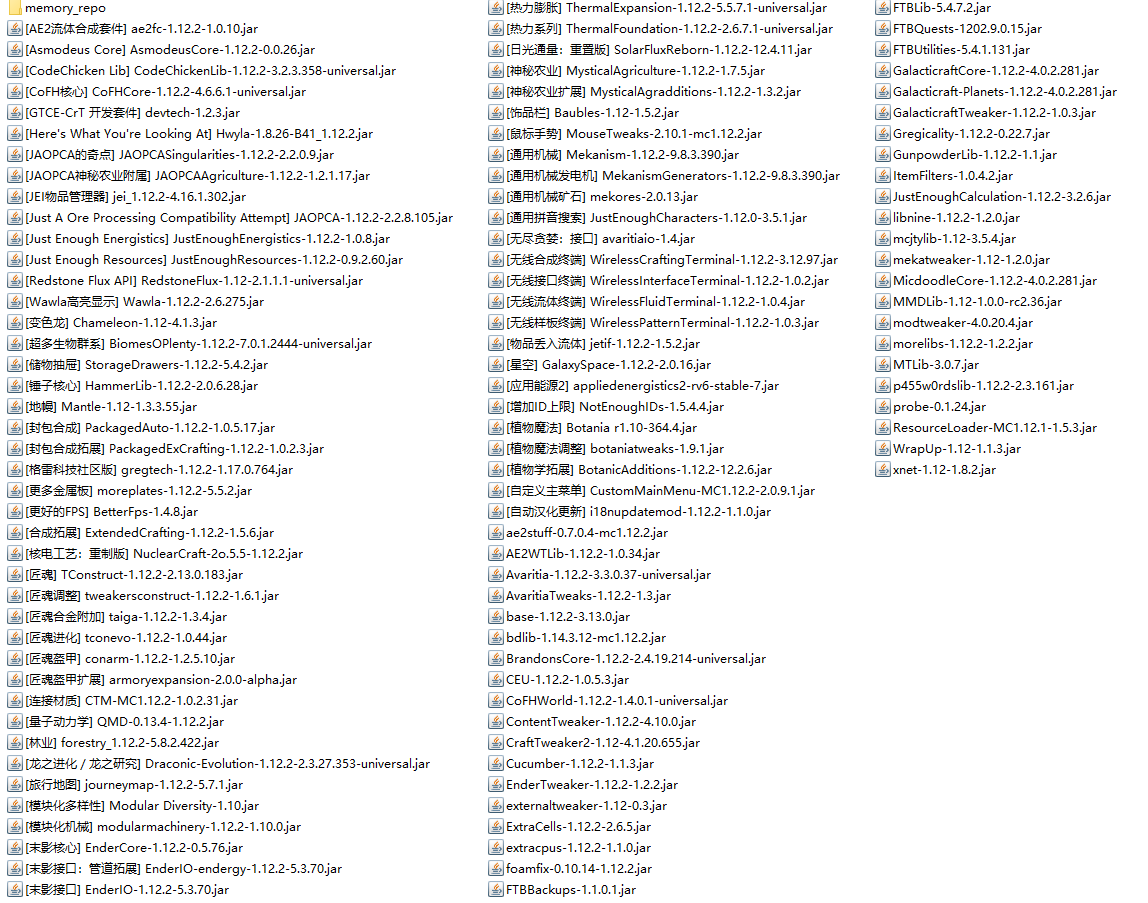 memory_repo
[AE2流体合成套件] ae2fc-1.12.2-1.0.10.jar
[Asmodeus Core] AsmodeusCore-1.12.2-0.0.26.jar
[CodeChicken Lib] CodeChickenLib-1.12.2-3.2.3.358-universal.jar
[CoFH核心] CoFHCore-1.12.2-4.6.6.1-universal.jar
[GTCE-CrT 开发套件] devtech-1.2.3.jar
[Here's What You're Looking At] Hwyla-1.8.26-B41_1.12.2.jar
[JAOPCA的奇点] JAOPCASingularities-1.12.2-2.2.0.9.jar
[JAOPCA神秘农业附属] JAOPCAAgriculture-1.12.2-1.2.1.17.jar
[JEI物品管理器] jei_1.12.2-4.16.1.302.jar
[Just A Ore Processing Compatibility Attempt] JAOPCA-1.12.2-2.2.8.105.jar
[Just Enough Energistics] JustEnoughEnergistics-1.12.2-1.0.8.jar
[Just Enough Resources] JustEnoughResources-1.12.2-0.9.2.60.jar
[Redstone Flux API] RedstoneFlux-1.12-2.1.1.1-universal.jar
[Wawla高亮显示] Wawla-1.12.2-2.6.275.jar
[变色龙] Chameleon-1.12-4.1.3.jar
[超多生物群系] BiomesOPlenty-1.12.2-7.0.1.2444-universal.jar
[储物抽屉] StorageDrawers-1.12.2-5.4.2.jar
[锤子核心] HammerLib-1.12.2-2.0.6.28.jar
[地幔] Mantle-1.12-1.3.3.55.jar
[封包合成] PackagedAuto-1.12.2-1.0.5.17.jar
[封包合成拓展] PackagedExCrafting-1.12.2-1.0.2.3.jar
[格雷科技社区版] gregtech-1.12.2-1.17.0.764.jar
[更多金属板] moreplates-1.12.2-5.5.2.jar
[更好的FPS] BetterFps-1.4.8.jar
[合成拓展] ExtendedCrafting-1.12.2-1.5.6.jar
[核电工艺：重制版] NuclearCraft-2o.5.5-1.12.2.jar
[匠魂] TConstruct-1.12.2-2.13.0.183.jar
[匠魂调整] tweakersconstruct-1.12.2-1.6.1.jar
[匠魂合金附加] taiga-1.12.2-1.3.4.jar
[匠魂进化] tconevo-1.12.2-1.0.44.jar
[匠魂盔甲] conarm-1.12.2-1.2.5.10.jar
[匠魂盔甲扩展] armoryexpansion-2.0.0-alpha.jar
[连接材质] CTM-MC1.12.2-1.0.2.31.jar
[量子动力学] QMD-0.13.4-1.12.2.jar
[林业] forestry_1.12.2-5.8.2.422.jar
[龙之进化 / 龙之研究] Draconic-Evolution-1.12.2-2.3.27.353-universal.jar
[旅行地图] journeymap-1.12.2-5.7.1.jar
[模块化多样性] Modular Diversity-1.10.jar
[模块化机械] modularmachinery-1.12.2-1.10.0.jar
[末影核心] EnderCore-1.12.2-0.5.76.jar
[末影接口：管道拓展] EnderIO-endergy-1.12.2-5.3.70.jar
[末影接口] EnderIO-1.12.2-5.3.70.jar
[热力膨胀] ThermalExpansion-1.12.2-5.5.7.1-universal.jar
[热力系列] ThermalFoundation-1.12.2-2.6.7.1-universal.jar
[日光通量：重置版] SolarFluxReborn-1.12.2-12.4.11.jar
[神秘农业] MysticalAgriculture-1.12.2-1.7.5.jar
[神秘农业扩展] MysticalAgradditions-1.12.2-1.3.2.jar
[饰品栏] Baubles-1.12-1.5.2.jar
[鼠标手势] MouseTweaks-2.10.1-mc1.12.2.jar
[通用机械] Mekanism-1.12.2-9.8.3.390.jar
[通用机械发电机] MekanismGenerators-1.12.2-9.8.3.390.jar
[通用机械矿石] mekores-2.0.13.jar
[通用拼音搜索] JustEnoughCharacters-1.12.0-3.5.1.jar
[无尽贪婪：接口] avaritiaio-1.4.jar
[无线合成终端] WirelessCraftingTerminal-1.12.2-3.12.97.jar
[无线接口终端] WirelessInterfaceTerminal-1.12.2-1.0.2.jar
[无线流体终端] WirelessFluidTerminal-1.12.2-1.0.4.jar
[无线样板终端] WirelessPatternTerminal-1.12.2-1.0.3.jar
[物品丢入流体] jetif-1.12.2-1.5.2.jar
[星空] GalaxySpace-1.12.2-2.0.16.jar
[应用能源2] appliedenergistics2-rv6-stable-7.jar
[增加ID上限] NotEnoughIDs-1.5.4.4.jar
[植物魔法] Botania r1.10-364.4.jar
[植物魔法调整] botaniatweaks-1.9.1.jar
[植物学拓展] BotanicAdditions-1.12.2-12.2.6.jar
[自定义主菜单] CustomMainMenu-MC1.12.2-2.0.9.1.jar
[自动汉化更新] i18nupdatemod-1.12.2-1.1.0.jar
ae2stuff-0.7.0.4-mc1.12.2.jar
AE2WTLib-1.12.2-1.0.34.jar
Avaritia-1.12.2-3.3.0.37-universal.jar
AvaritiaTweaks-1.12.2-1.3.jar
base-1.12.2-3.13.0.jar
bdlib-1.14.3.12-mc1.12.2.jar
BrandonsCore-1.12.2-2.4.19.214-universal.jar
CEU-1.12.2-1.0.5.3.jar
CoFHWorld-1.12.2-1.4.0.1-universal.jar
ContentTweaker-1.12.2-4.10.0.jar
CraftTweaker2-1.12-4.1.20.655.jar
Cucumber-1.12.2-1.1.3.jar
EnderTweaker-1.12.2-1.2.2.jar
externaltweaker-1.12-0.3.jar
ExtraCells-1.12.2-2.6.5.jar
extracpus-1.12.2-1.1.0.jar
foamfix-0.10.14-1.12.2.jar
FTBBackups-1.1.0.1.jar
FTBLib-5.4.7.2.jar
FTBQuests-1202.9.0.15.jar
FTBUtilities-5.4.1.131.jar
GalacticraftCore-1.12.2-4.0.2.281.jar
Galacticraft-Planets-1.12.2-4.0.2.281.jar
GalacticraftTweaker-1.12.2-1.0.3.jar
Gregicality-1.12.2-0.22.7.jar
GunpowderLib-1.12.2-1.1.jar
ItemFilters-1.0.4.2.jar
JustEnoughCalculation-1.12.2-3.2.6.jar
libnine-1.12.2-1.2.0.jar
mcjtylib-1.12-3.5.4.jar
mekatweaker-1.12-1.2.0.jar
MicdoodleCore-1.12.2-4.0.2.281.jar
MMDLib-1.12-1.0.0-rc2.36.jar
modtweaker-4.0.20.4.jar
morelibs-1.12.2-1.2.2.jar
MTLib-3.0.7.jar
p455w0rdslib-1.12.2-2.3.161.jar
probe-0.1.24.jar
ResourceLoader-MC1.12.1-1.5.3.jar
WrapUp-1.12-1.1.3.jar
xnet-1.12-1.8.2.jar